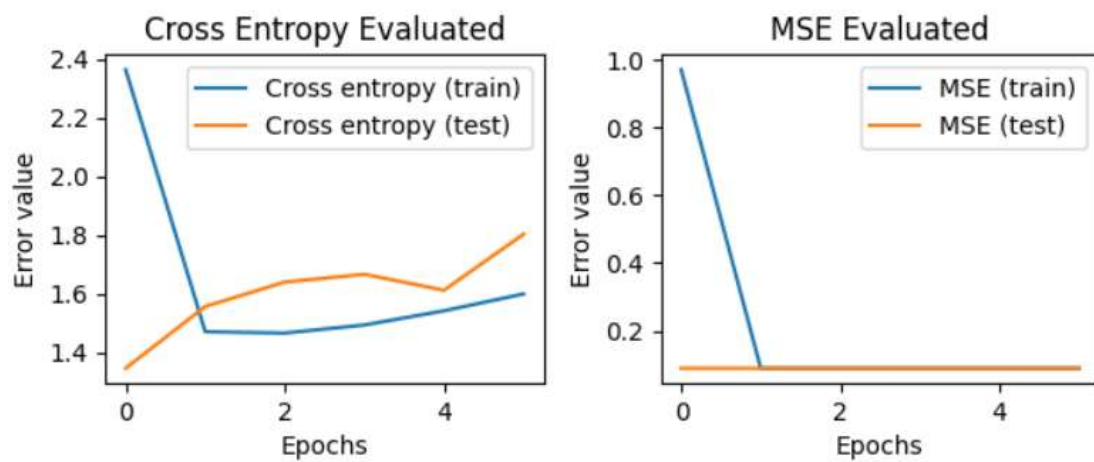 Cross Entropy Evaluated
2.4
2.2
2.0
1.8
1.6
1.4
Error value
Cross entropy (train)
Cross entropy (test)
0
2
4
Epochs
MSE Evaluated
1.0
0.8
0.6
0.4
0.2
Error value
MSE (train)
MSE (test)
0
2
4
Epochs